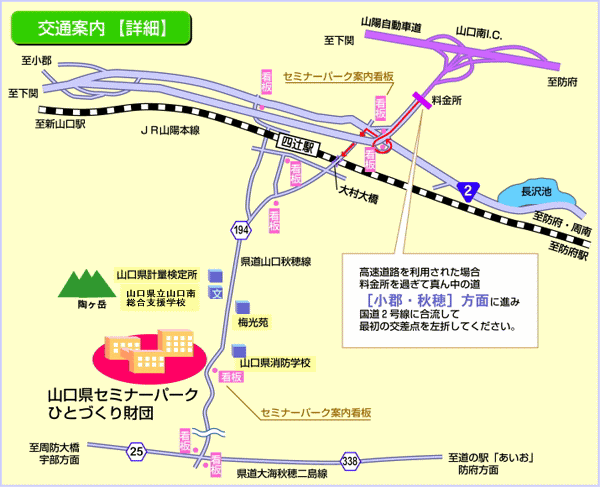 交通案内 【詳細】
山陽自動車道
山口南I.C.
至下関
至防府
至小郡
至下関
至新山口駅
JR山陽本線
看板
セミナーパーク案内看板
看板
料金所
四辻駅
看板
看板
大村大橋
2
長沢池
至防府・周南
至防府駅
看板
194
県道山口秋穂線
高速道路を利用された場合
料金所を過ぎて真ん中の道
[小郡・秋穂]方面に進み
国道2号線に合流して
最初の交差点を左折してください。
山口県計量検定所
山口県立山口南
総合支援学校
文
陶ヶ岳
梅光苑
山口県消防学校
看板
山口県セミナーパーク
ひとづくり財団
セミナーパーク案内看板
看板
至周防大橋
宇部方面
25
看板
県道大海秋穂二島線
338
至道の駅「あいお」
防府方面